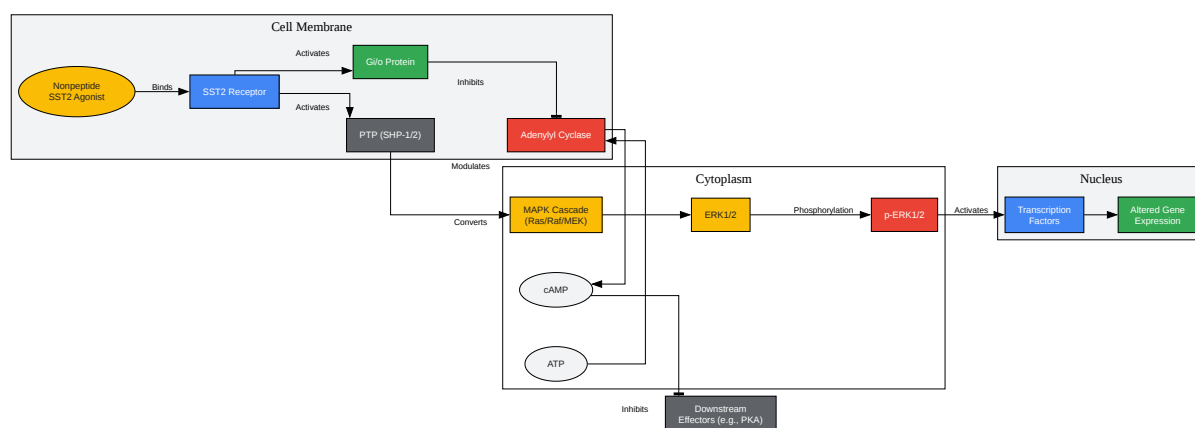 Cell Membrane
Nonpeptide
SST2 Agonist
Binds
SST2 Receptor
Activates
Gi/o Protein
Activates
PTP (SHP-1/2)
Inhibits
Adenylyl Cyclase
Modulates
Converts
Cytoplasm
MAPK Cascade
(Ras/Raf/MEK)
ERK1/2
Phosphorylation
p-ERK1/2
Activates
Nucleus
Transcription
Factors
Altered Gene
Expression
cAMP
ATP
Inhibits
Downstream
Effectors (e.g., PKA)